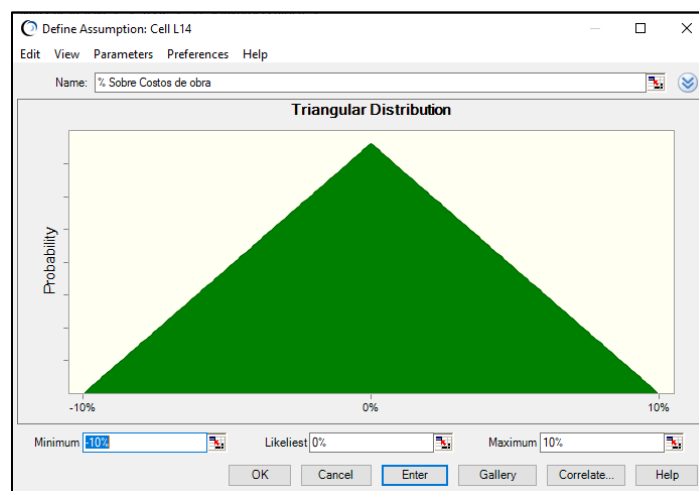 Define Assumption: Cell L14
Edit View Parameters Preferences Help
Name: % Sobre Costos de obra
Triangular Distribution
Probability
-10% 0% 10%
Minimum -10% Likeliest 0% Maximum 10%
OK Cancel Enter Gallery Correlate... Help